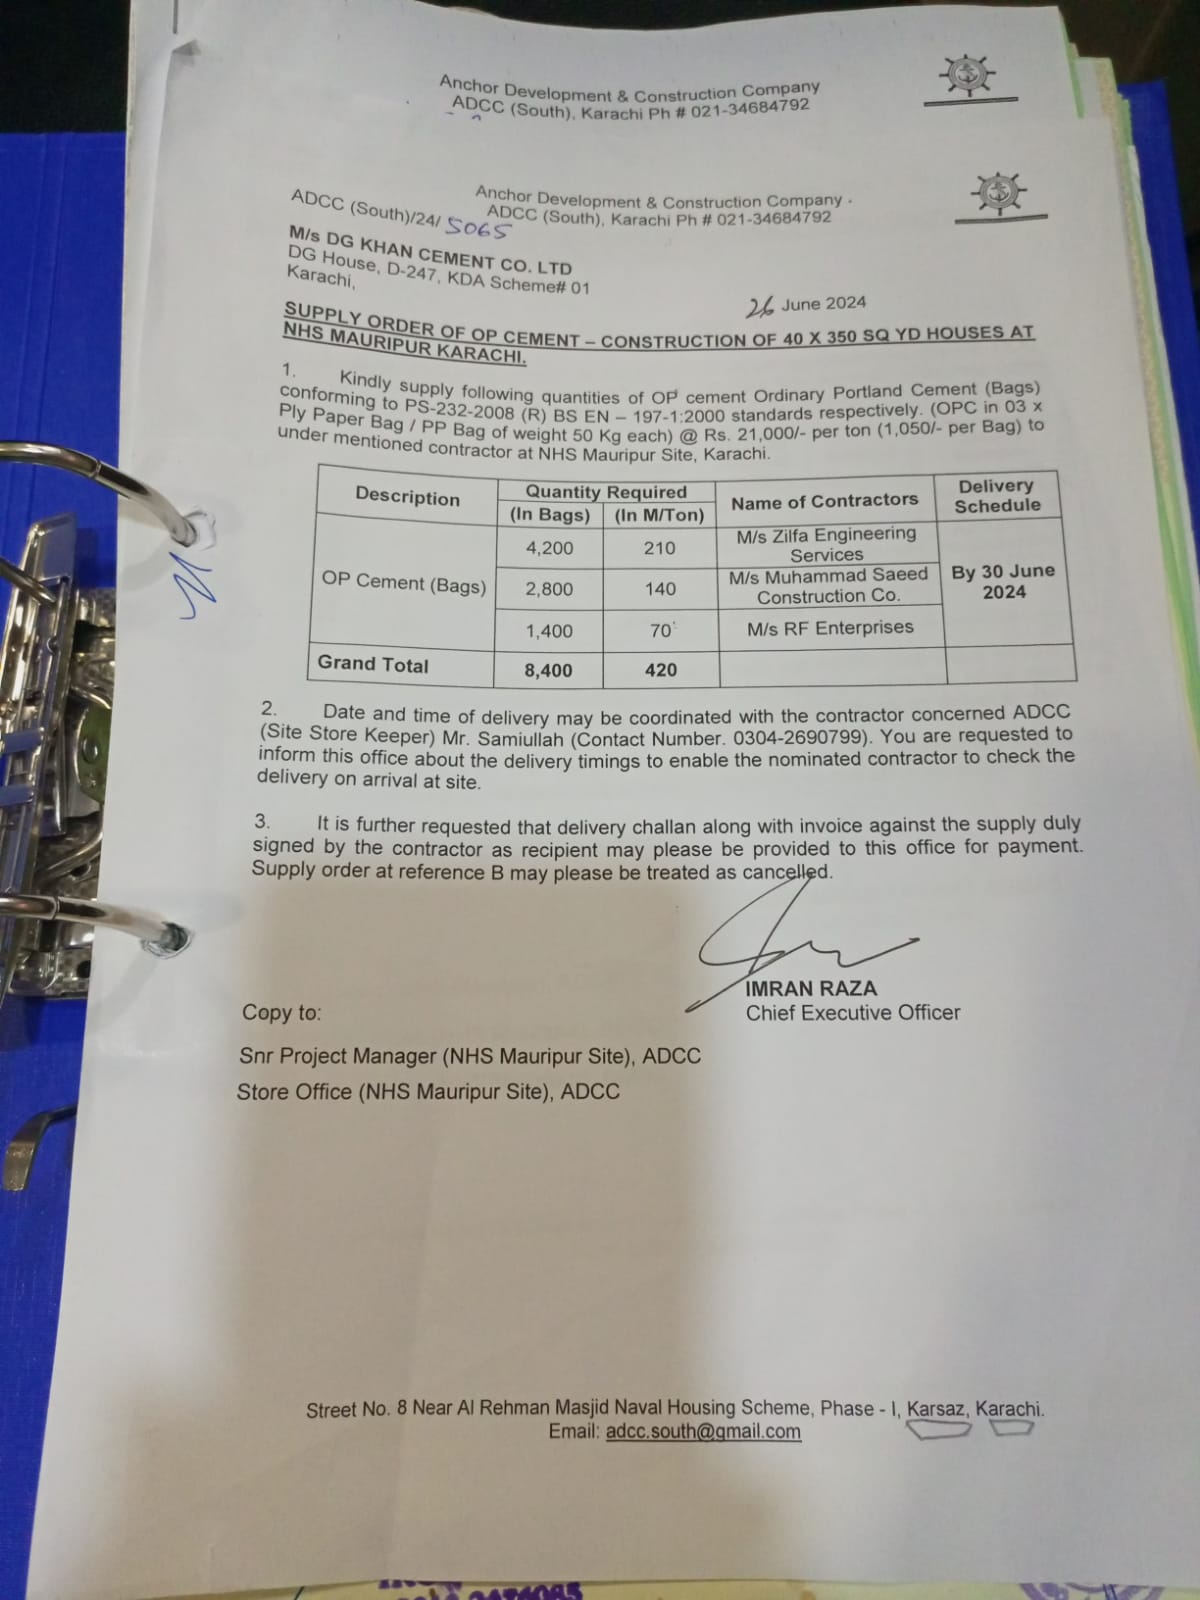 Anchor Development & Construction Company
ADCC (South), Karachi Ph # 021-34684792
Anchor Development & Construction Company
ADCC (South), Karachi Ph # 021-34684792
ADCC (South)/24/ 5065
M/s DG KHAN CEMENT CO. LTD
DG House, D-247, KDA Scheme# 01
Karachi,
26 June 2024
SUPPLY ORDER OF OP CEMENT – CONSTRUCTION OF 40 X 350 SQ YD HOUSES AT
NHS MAURIPUR KARACHI.
1. Kindly supply following quantities of OP cement Ordinary Portland Cement (Bags)
conforming to PS-232-2008 (R) BS EN – 197-1:2000 standards respectively. (OPC in 03 x
Ply Paper Bag / PP Bag of weight 50 Kg each) @ Rs. 21,000/- per ton (1,050/- per Bag) to
under mentioned contractor at NHS Mauripur Site, Karachi.
Description Quantity Required Name of Contractors Delivery Schedule
(In Bags) (In M/Ton)
OP Cement (Bags) 4,200 210 M/s Zilfa Engineering Services By 30 June 2024
2,800 140 M/s Muhammad Saeed Construction Co.
1,400 70 M/s RF Enterprises
Grand Total 8,400 420
2. Date and time of delivery may be coordinated with the contractor concerned ADCC
(Site Store Keeper) Mr. Samiullah (Contact Number. 0304-2690799). You are requested to
inform this office about the delivery timings to enable the nominated contractor to check the
delivery on arrival at site.
3. It is further requested that delivery challan along with invoice against the supply duly
signed by the contractor as recipient may please be provided to this office for payment.
Supply order at reference B may please be treated as cancelled.
IMRAN RAZA
Chief Executive Officer
Copy to:
Snr Project Manager (NHS Mauripur Site), ADCC
Store Office (NHS Mauripur Site), ADCC
Street No. 8 Near Al Rehman Masjid Naval Housing Scheme, Phase - I, Karsaz, Karachi.
Email: adcc.south@gmail.com